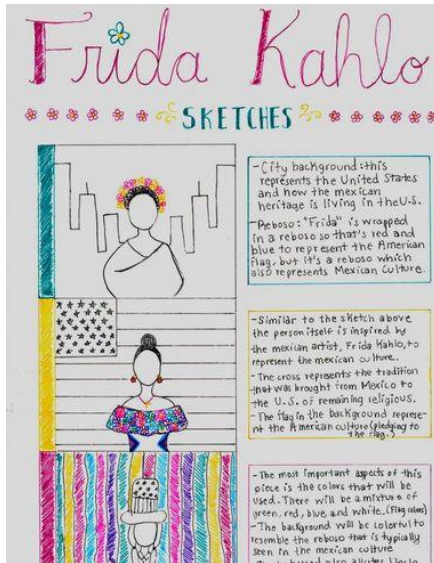 Frida Kahlo
SKETCHES
-City background: this
represents the United States
and how the mexican
heritage is living in the U.S.
-Reboso: "Frida" is wrapped
in a reboso so that's red and
blue to represent the American
flag, but it's a reboso which
also represents Mexican Culture.
-Similar to the sketch above
the person itself is inspired by
the mexican artist, Frida Kahlo, to
represent the mexican culture.
-The cross represents the tradition
that was brought from Mexico to
the U.S. of remaining religious.
-The flag in the background represe-
nt the American culture (pledging to
the flag.)
-The most important aspects of this
piece is the colors that will be
used. There will be a mixture of
green, red, blue, and white. (Flag colors)
-The background will be colorful to
resemble the reboso that is typically
seen in the mexican culture